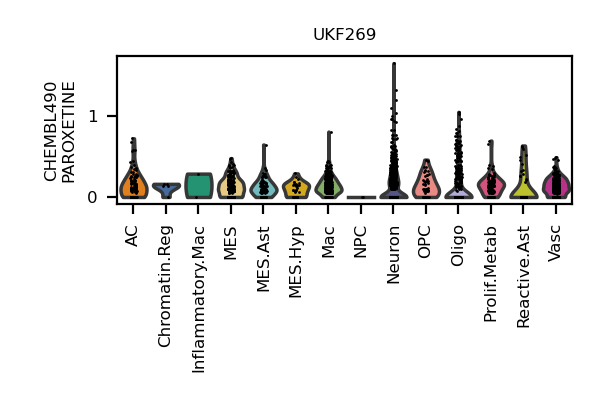 UKF269
CHEMBL490
PAROXETINE
1
0
AC
Chromatin.Reg
Inflammatory.Mac
MES
MES.Ast
MES.Hyp
Mac
NPC
Neuron
OPC
Oligo
Prolif.Metab
Reactive.Ast
Vasc